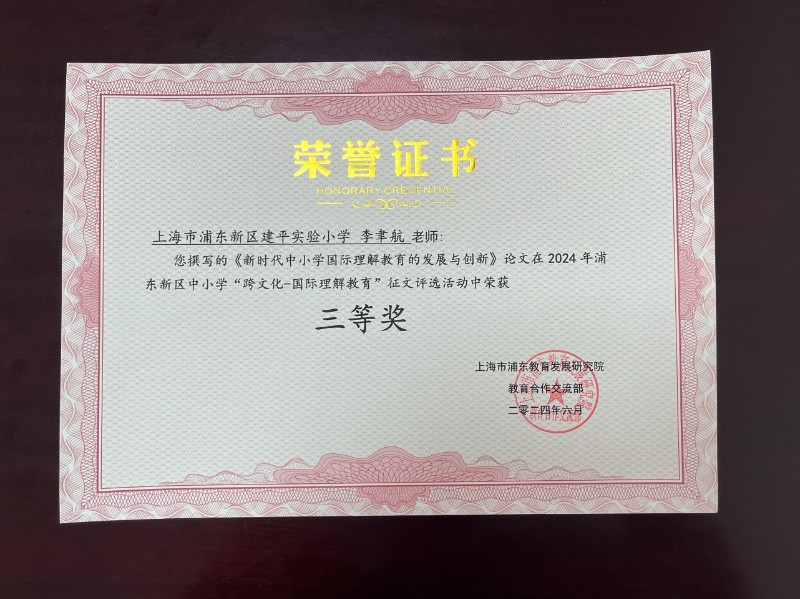 荣誉证书
HONORARY CREDENTIAL
上海市浦东新区建平实验小学 李聿航 老师:
您撰写的《新时代中小学国际理解教育的发展与创新》论文在 2024 年浦
东新区中小学“跨文化-国际理解教育”征文评选活动中荣获
三等奖
上海市浦东教育发展研究院
教育合作交流部
二零二四年六月